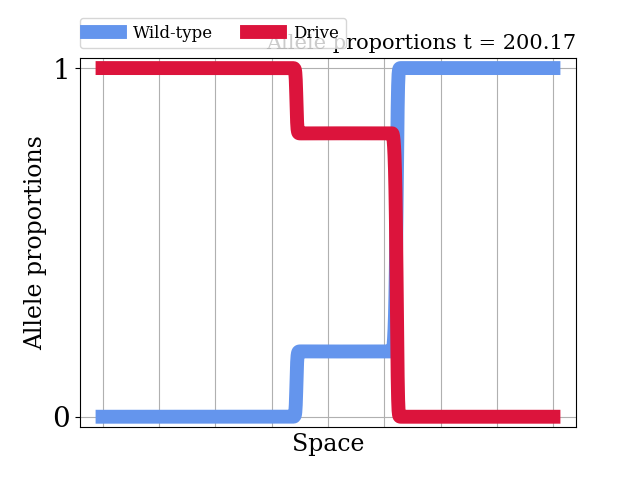 Wild-type
Drive
Allele proportions t = 200.17
1
0
Allele proportions
Space